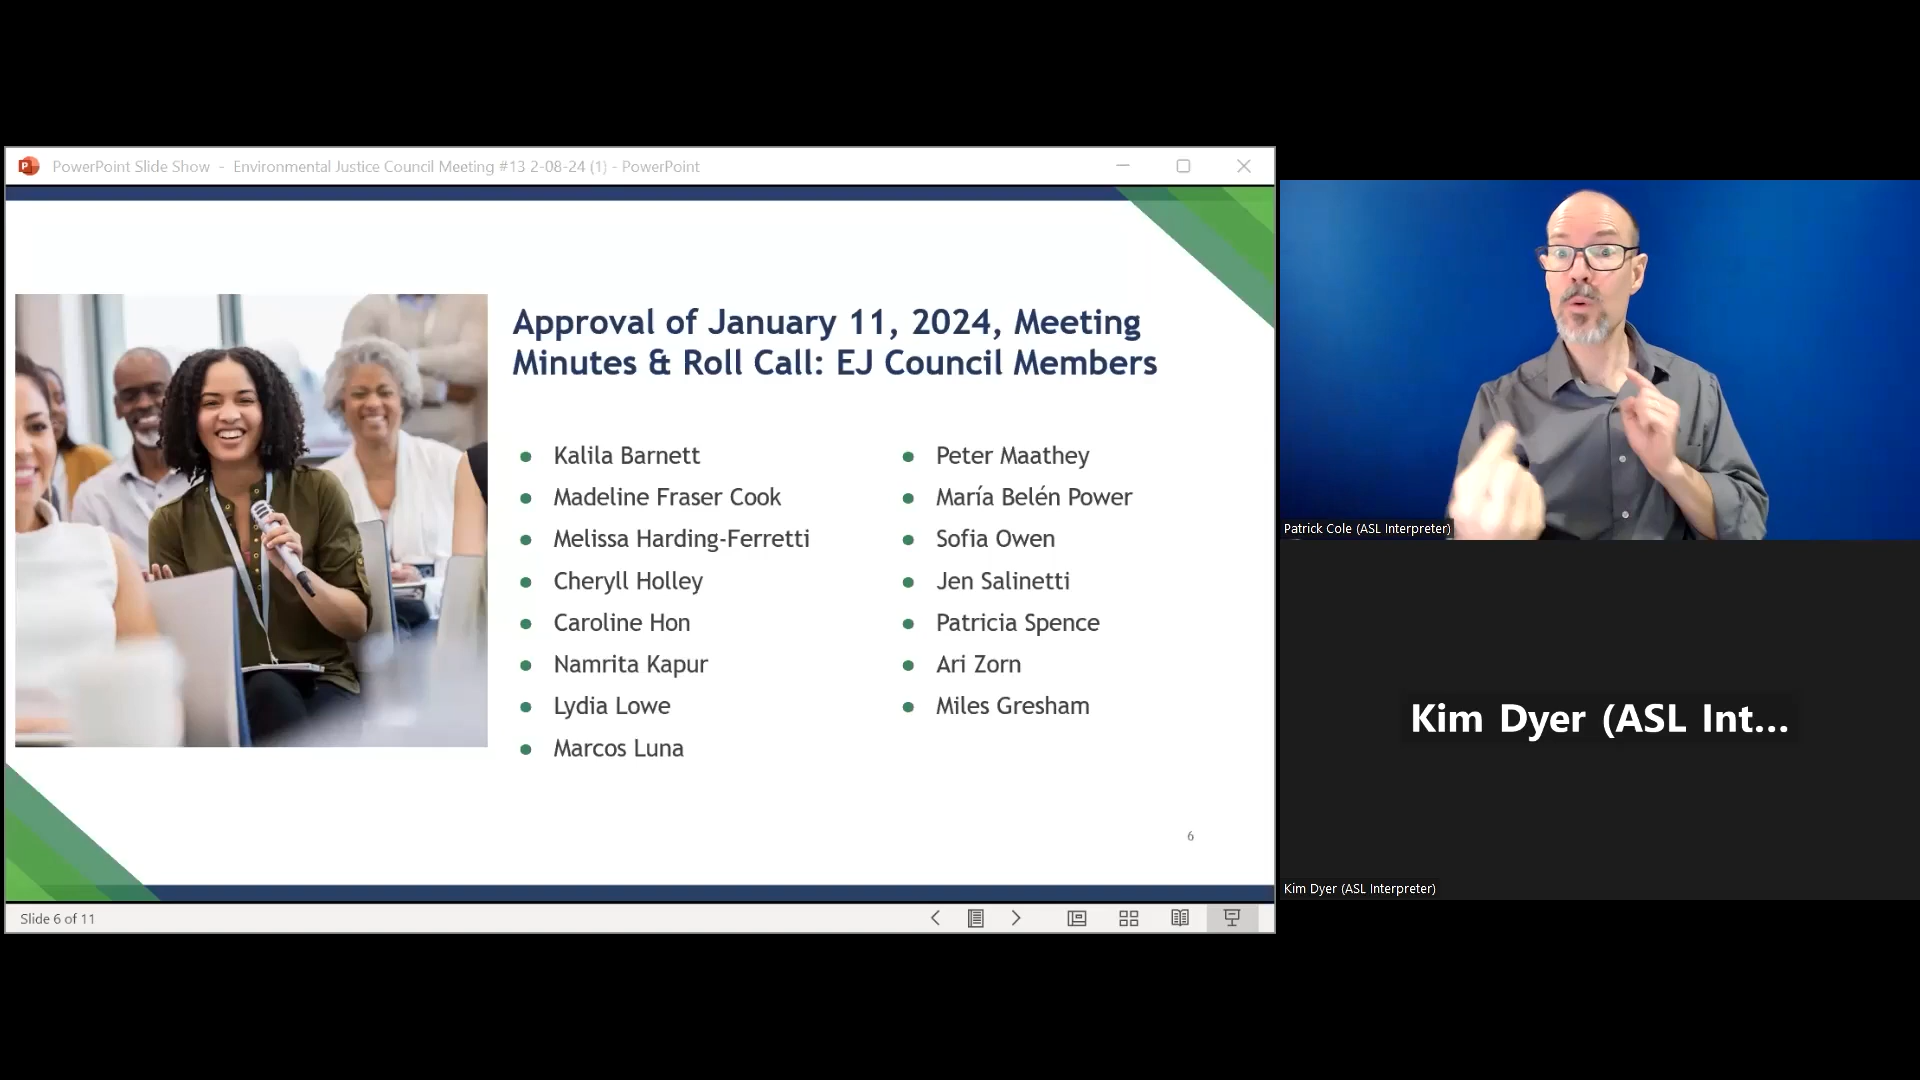 PowerPoint Slide Show - Environmental Justice Council Meeting #13 2-08-24 (1) - PowerPoint
Approval of January 11, 2024, Meeting
Minutes & Roll Call: EJ Council Members
Kalila Barnett
Madeline Fraser Cook
Melissa Harding-Ferretti
Cheryll Holley
Caroline Hon
Namrita Kapur
Lydia Lowe
Marcos Luna
Peter Maathey
María Belén Power
Sofia Owen
Jen Salinetti
Patricia Spence
Ari Zorn
Miles Gresham
6
Slide 6 of 11
Patrick Cole (ASL Interpreter)
Kim Dyer (ASL Int...
Kim Dyer (ASL Interpreter)